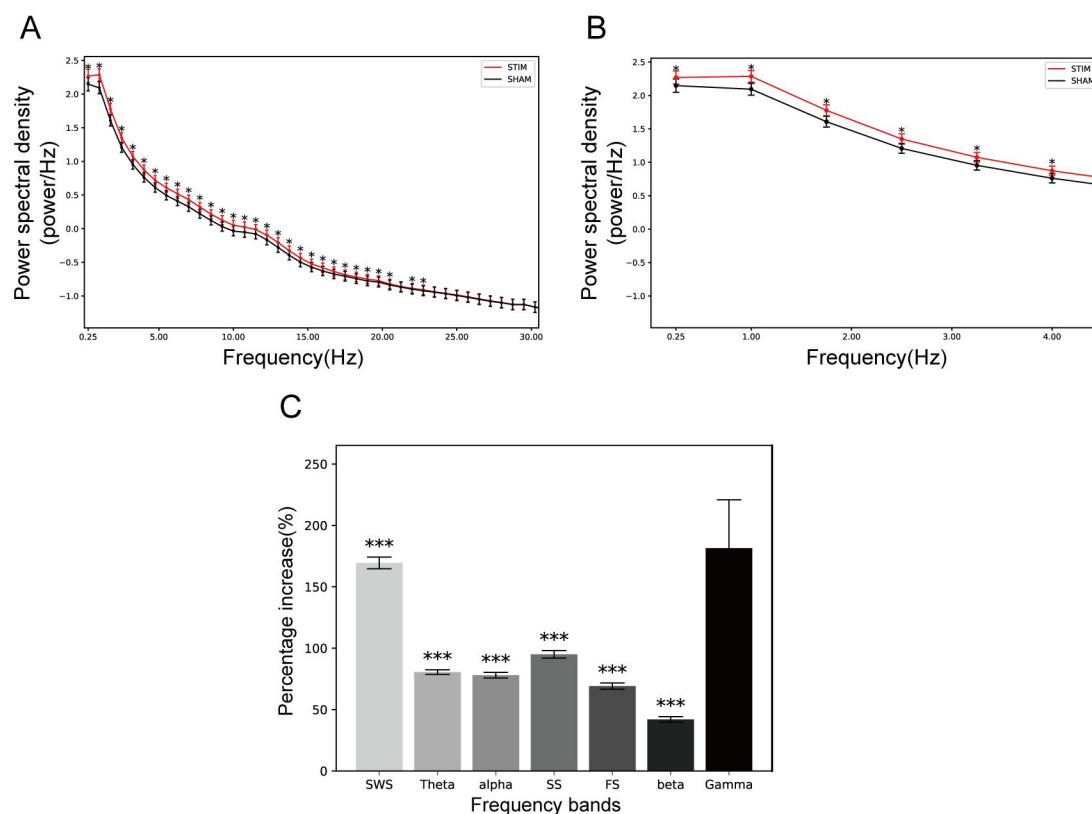 A
Power spectral density
(power/Hz)
2.5
2.0
1.5
1.0
0.5
0.0
−0.5
−1.0
* * * * * * * * * * * * * * * * * * * * * * * * * * * * *
STIM
SHAM
0.25 5.00 10.00 15.00 20.00 25.00 30.00
Frequency(Hz)
B
Power spectral density
(power/Hz)
2.5
2.0
1.5
1.0
0.5
0.0
−0.5
−1.0
* * * * * *
STIM
SHAM
0.25 1.00 2.00 3.00 4.00
Frequency(Hz)
C
Percentage increase(%)
250
200
150
100
50
0
*** *** *** *** *** ***
SWS Theta alpha SS FS beta Gamma
Frequency bands